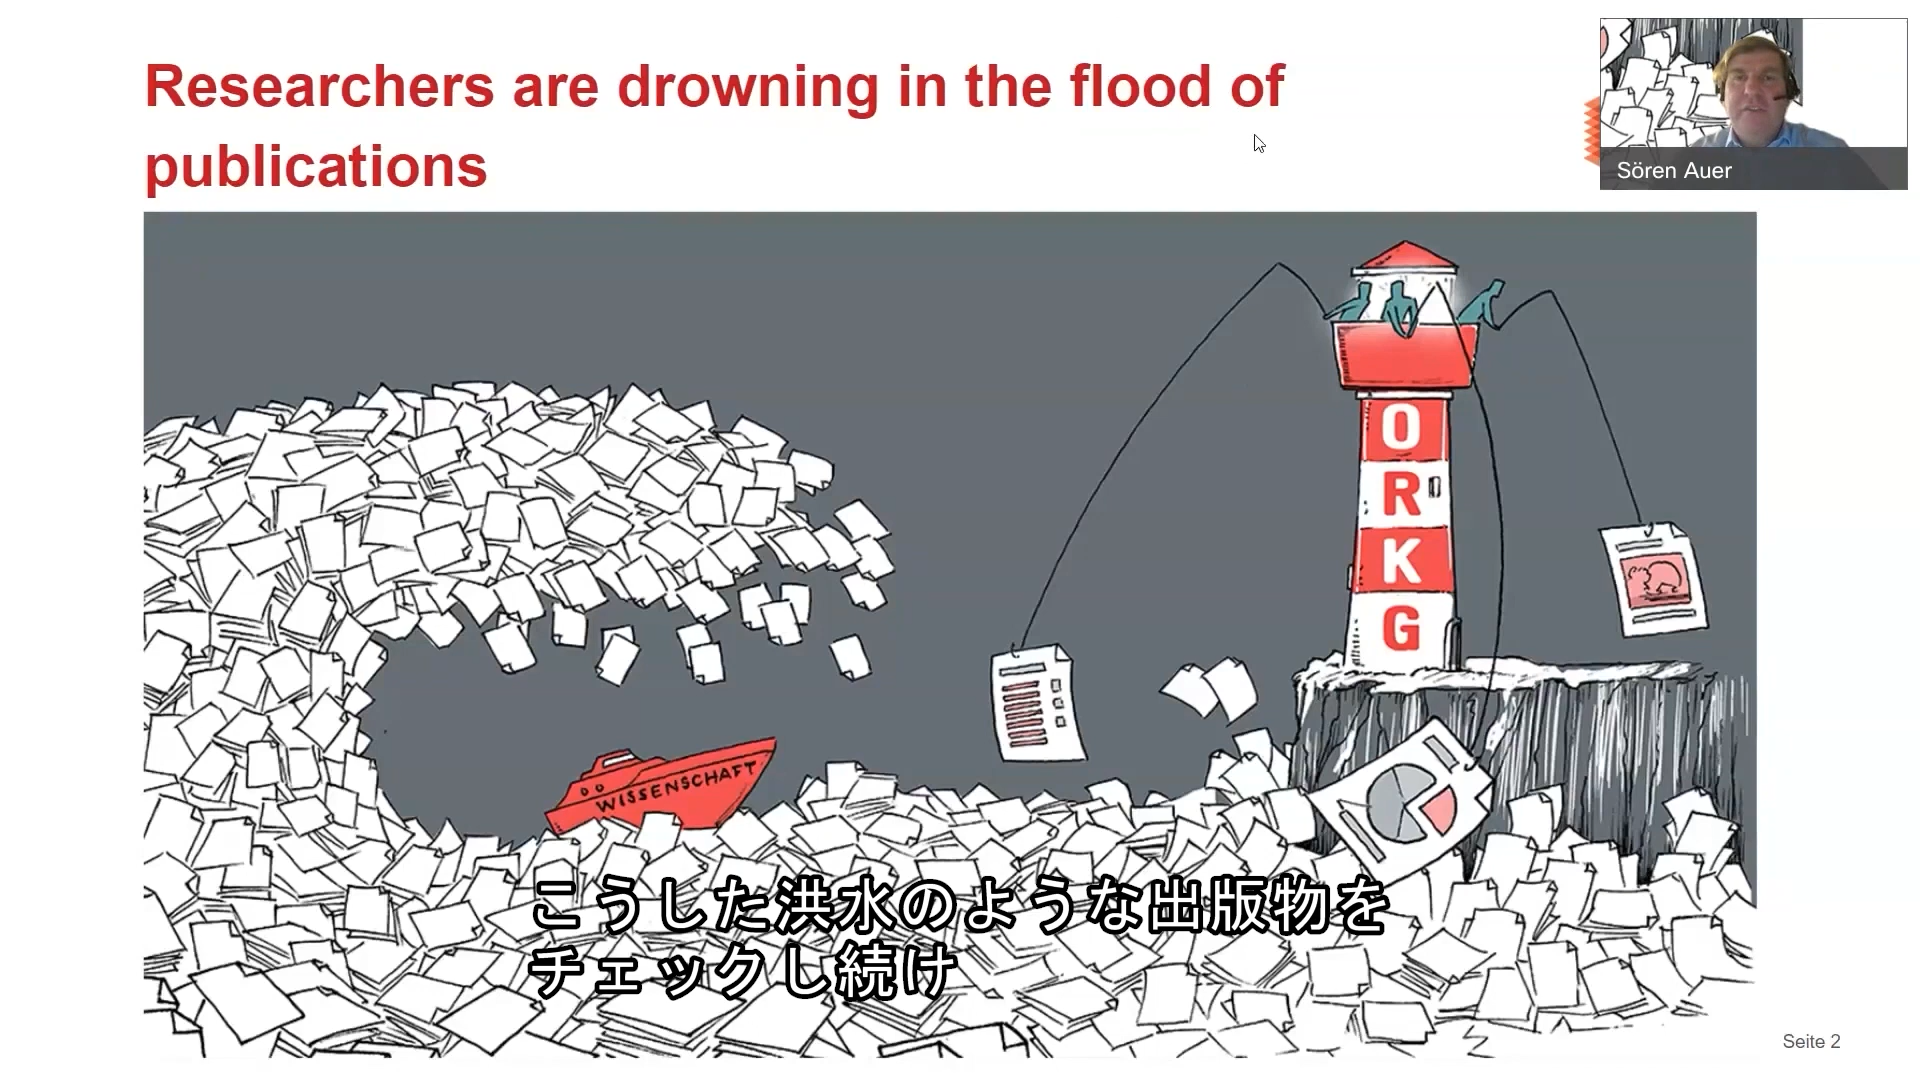 Researchers are drowning in the flood of
publications
Sören Auer
O
R
K
G
WISSENSCHAFT
こうした洪水のような出版物を
チェックし続け
Seite 2